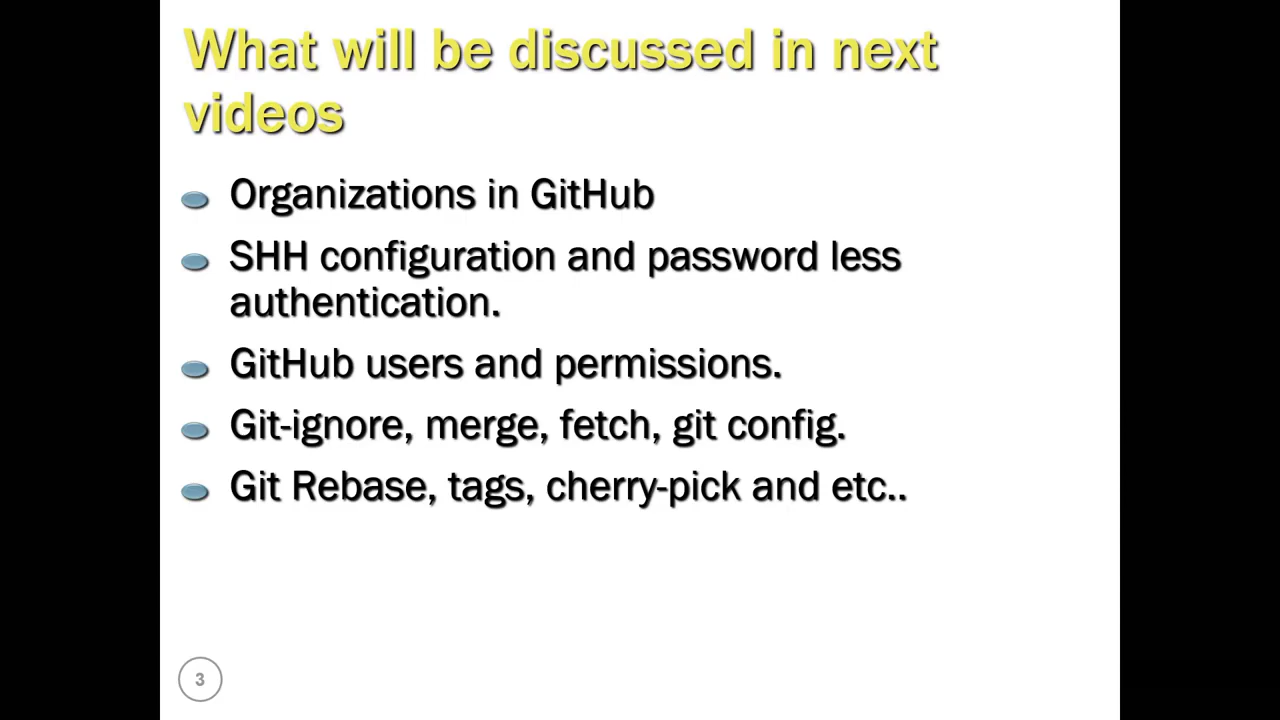 What will be discussed in next
videos
Organizations in GitHub
SHH configuration and password less
authentication.
GitHub users and permissions.
Git-ignore, merge, fetch, git config.
Git Rebase, tags, cherry-pick and etc..
3